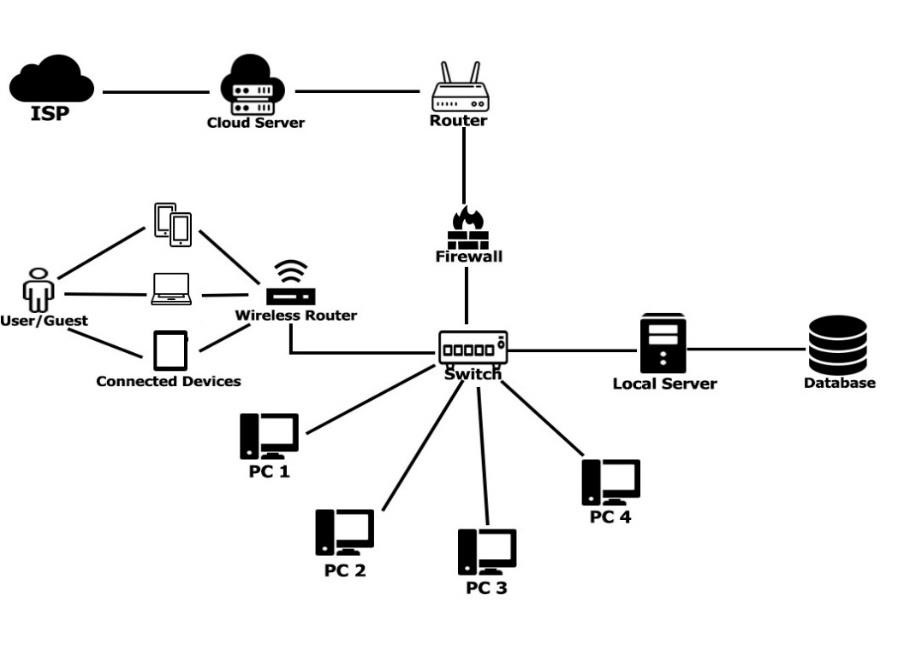 ISP
Cloud Server
Router
Firewall
User/Guest
Wireless Router
Connected Devices
Switch
Local Server
Database
PC 1
PC 2
PC 3
PC 4